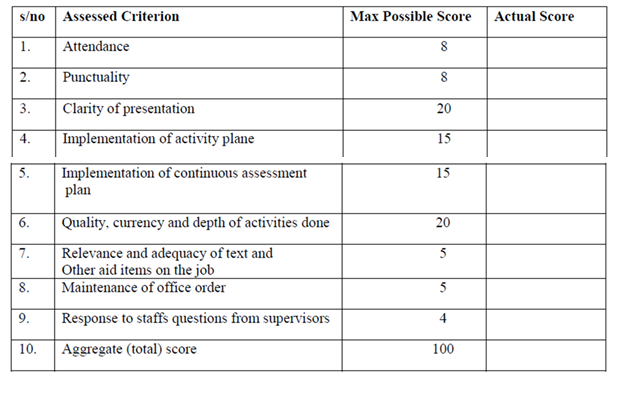 s/no Assessed Criterion Max Possible Score Actual Score
1. Attendance 8
2. Punctuality 8
3. Clarity of presentation 20
4. Implementation of activity plane 15
5. Implementation of continuous assessment 15
plan
6. Quality, currency and depth of activities done 20
7. Relevance and adequacy of text and 5
Other aid items on the job
8. Maintenance of office order 5
9. Response to staffs questions from supervisors 4
10. Aggregate (total) score 100